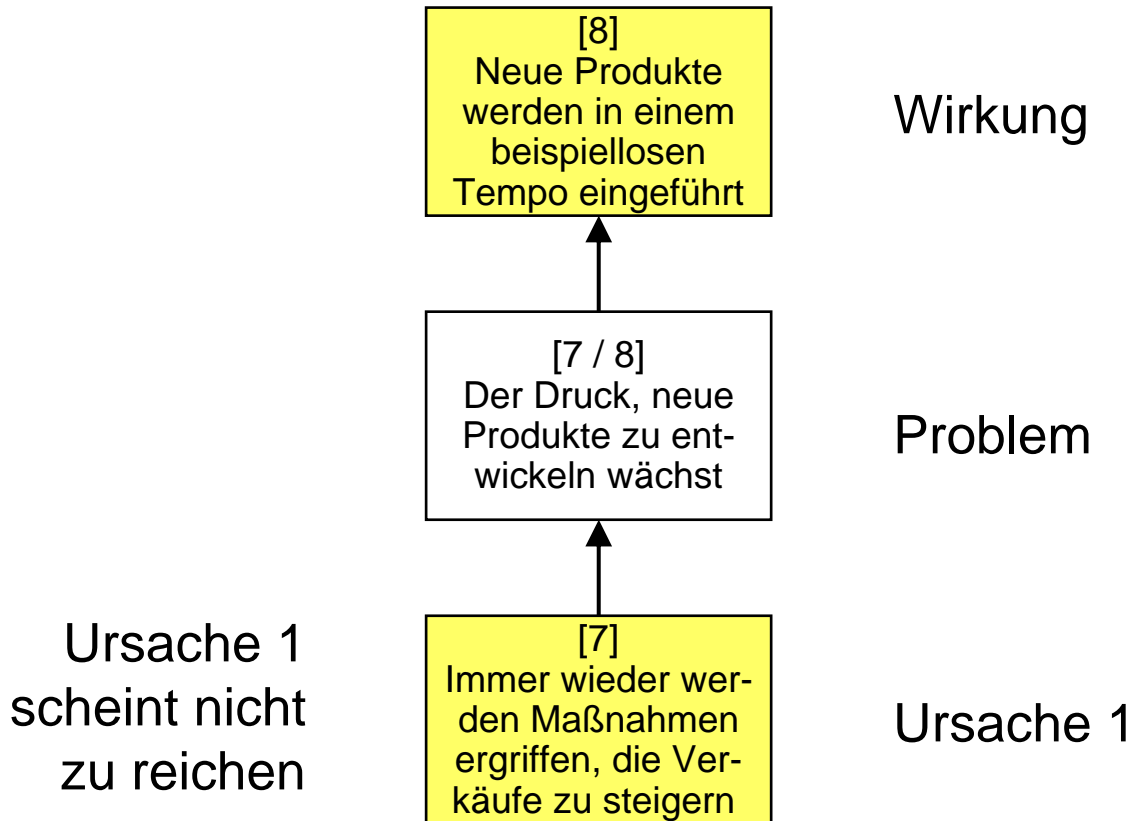 [8]
Neue Produkte
werden in einem
beispiellosen
Tempo eingeführt
Wirkung
[7 / 8]
Der Druck, neue
Produkte zu ent-
wickeln wächst
Problem
Ursache 1
scheint nicht
zu reichen
[7]
Immer wieder wer-
den Maßnahmen
ergriffen, die Ver-
käufe zu steigern
Ursache 1